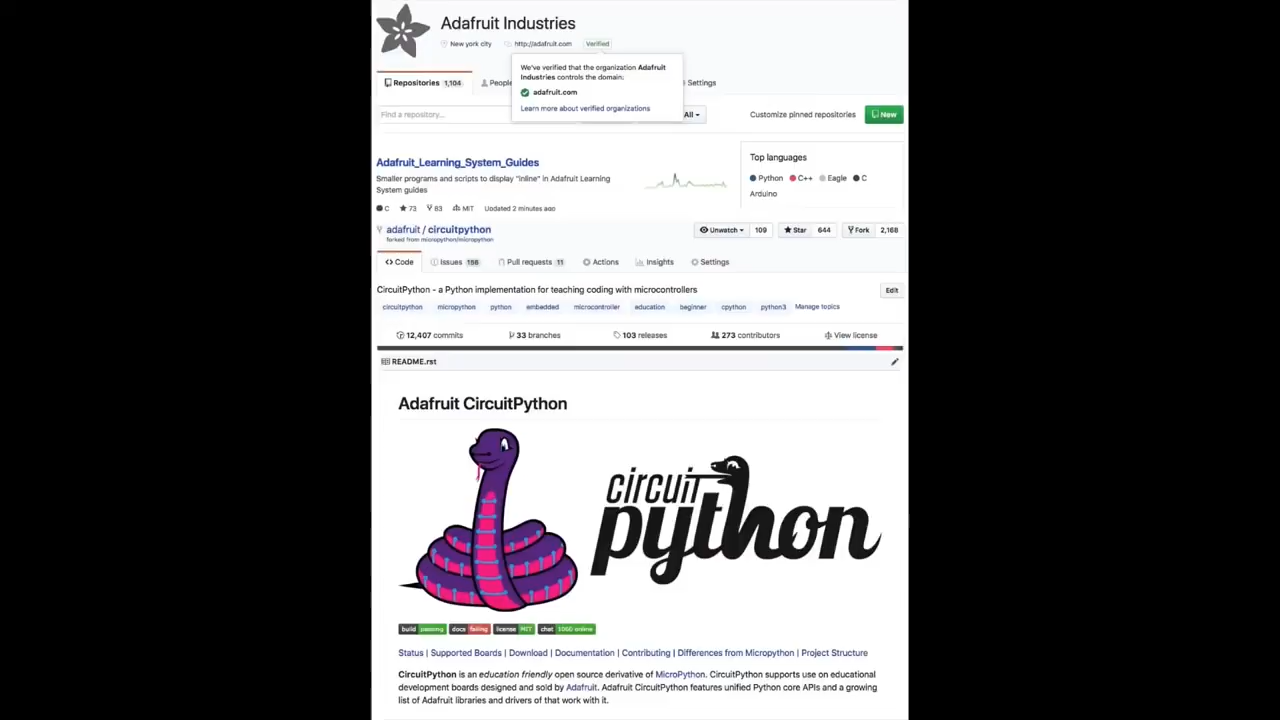 Adafruit Industries
New york city http://adafruit.com Verified
We've verified that the organization Adafruit
Industries controls the domain:
adafruit.com
Learn more about verified organizations
Repositories 1,104 People Settings
Find a repository... All Customize pinned repositories New
Adafruit_Learning_System_Guides
Smaller programs and scripts to display "inline" in Adafruit Learning
System guides
C 73 83 MIT Updated 2 minutes ago
Top languages
Python C++ Eagle C
Arduino
adafruit / circuitpython
forked from micropython/micropython
Unwatch 109 Star 644 Fork 2,168
Code Issues 156 Pull requests 11 Actions Insights Settings
CircuitPython - a Python implementation for teaching coding with microcontrollers Edit
circuitpython micropython python embedded microcontroller education beginner cpython python3 Manage topics
12,407 commits 33 branches 103 releases 273 contributors View license
README.rst
Adafruit CircuitPython
circuit
python
build passing docs failing license MIT chat 1060 online
Status | Supported Boards | Download | Documentation | Contributing | Differences from Micropython | Project Structure
CircuitPython is an education friendly open source derivative of MicroPython. CircuitPython supports use on educational
development boards designed and sold by Adafruit. Adafruit CircuitPython features unified Python core APIs and a growing
list of Adafruit libraries and drivers of that work with it.